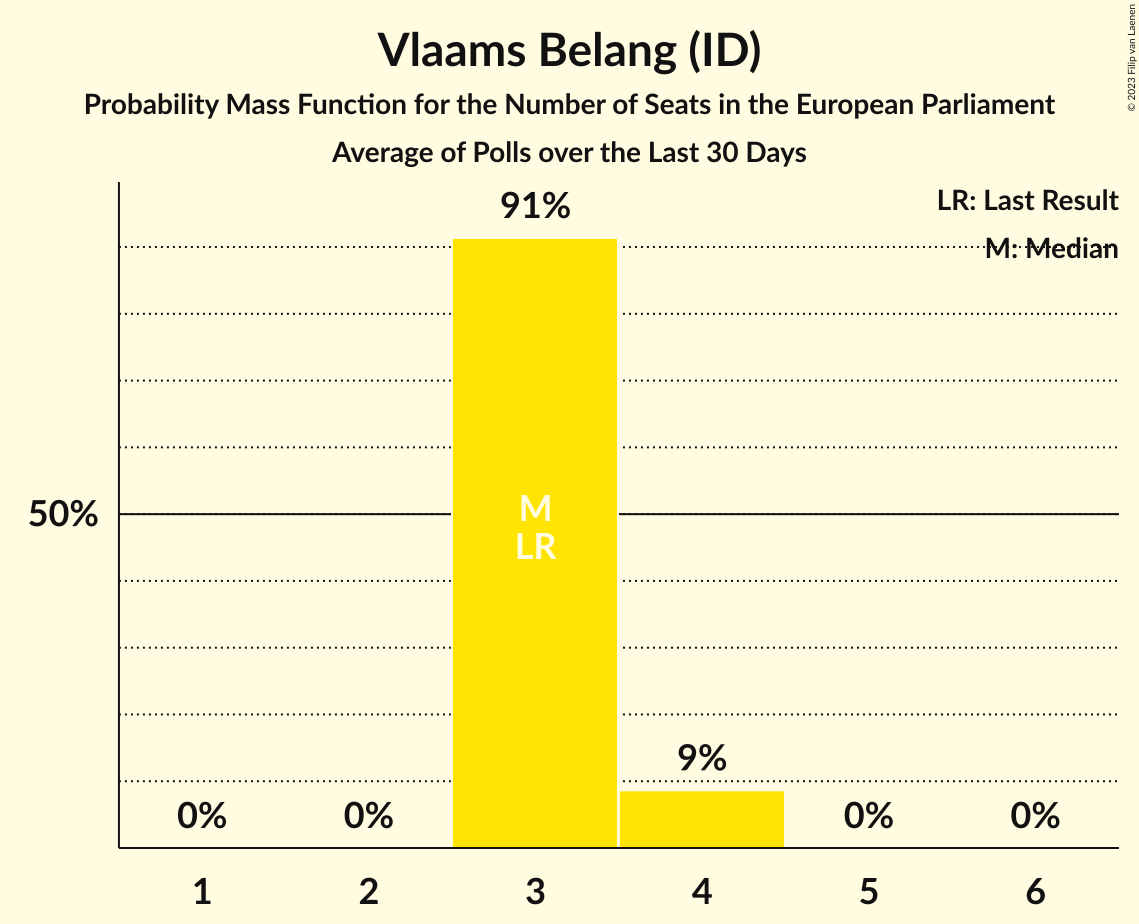 Vlaams Belang (ID)
Probability Mass Function for the Number of Seats in the European Parliament
Average of Polls over the Last 30 Days
© 2023 Filip van Laenen
LR: Last Result
M: Median
91%
50%
M
LR
9%
0%
0%
0%
0%
1
2
3
4
5
6